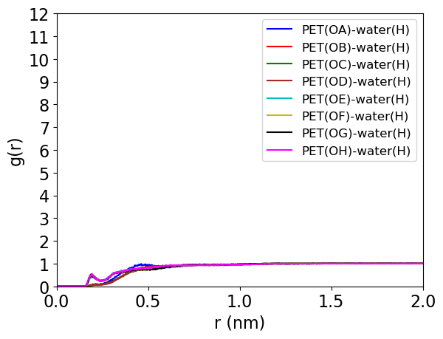 12
11
10
9
8
7
6
5
4
3
2
1
0
g(r)
PET(OA)-water(H)
PET(OB)-water(H)
PET(OC)-water(H)
PET(OD)-water(H)
PET(OE)-water(H)
PET(OF)-water(H)
PET(OG)-water(H)
PET(OH)-water(H)
0.0 0.5 1.0 1.5 2.0
r (nm)